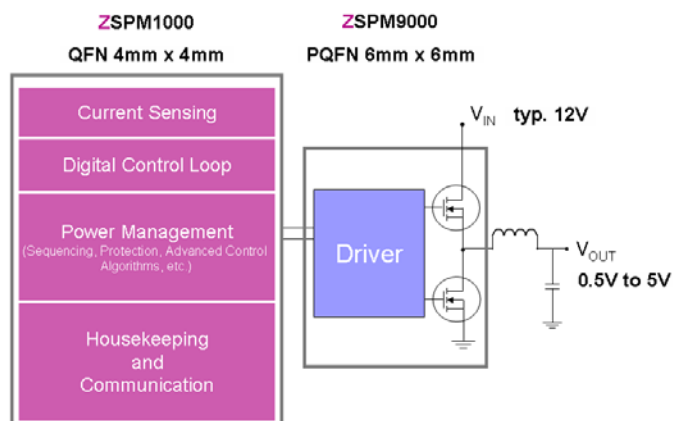 ZSPM1000
QFN 4mm x 4mm
ZSPM9000
PQFN 6mm x 6mm
Current Sensing
Digital Control Loop
Power Management
(Sequencing, Protection, Advanced Control
Algorithms, etc.)
Housekeeping
and
Communication
Driver
VIN typ. 12V
VOUT
0.5V to 5V